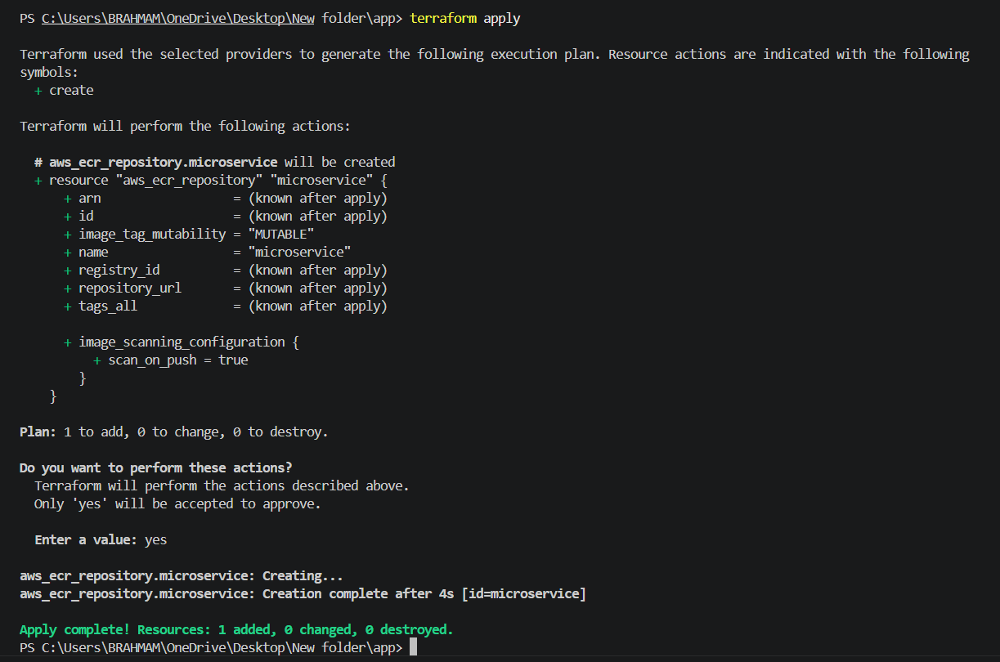 PS C:\Users\BRAHMAM\OneDrive\Desktop\New folder\app> terraform apply
Terraform used the selected providers to generate the following execution plan. Resource actions are indicated with the following
symbols:
+ create
Terraform will perform the following actions:
# aws_ecr_repository.microservice will be created
+ resource "aws_ecr_repository" "microservice" {
+ arn = (known after apply)
+ id = (known after apply)
+ image_tag_mutability = "MUTABLE"
+ name = "microservice"
+ registry_id = (known after apply)
+ repository_url = (known after apply)
+ tags_all = (known after apply)
+ image_scanning_configuration {
+ scan_on_push = true
}
}
Plan: 1 to add, 0 to change, 0 to destroy.
Do you want to perform these actions?
Terraform will perform the actions described above.
Only 'yes' will be accepted to approve.
Enter a value: yes
aws_ecr_repository.microservice: Creating...
aws_ecr_repository.microservice: Creation complete after 4s [id=microservice]
Apply complete! Resources: 1 added, 0 changed, 0 destroyed.
PS C:\Users\BRAHMAM\OneDrive\Desktop\New folder\app>